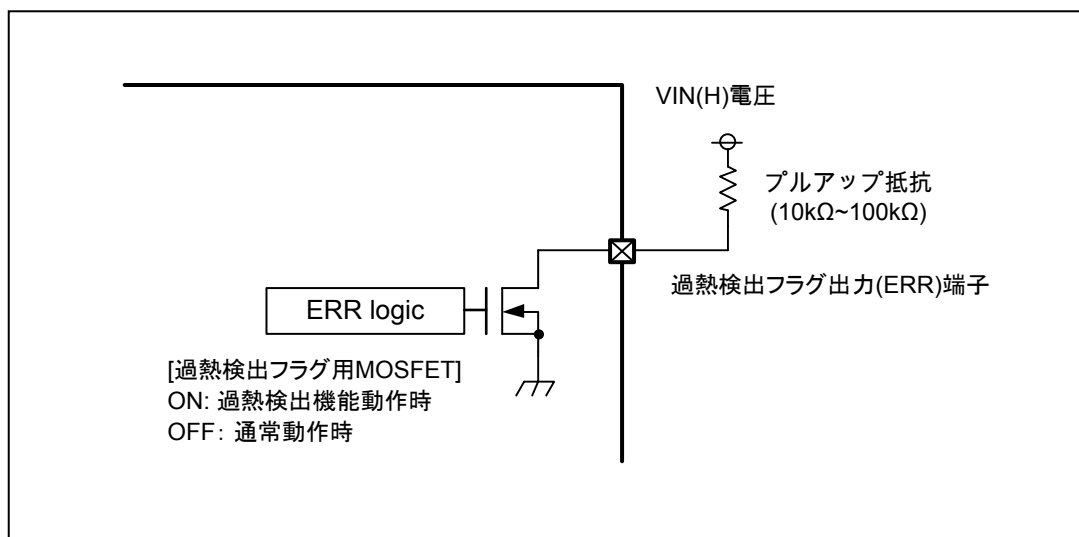 VIN(H)電圧
プルアップ抵抗
(10kΩ~100kΩ)
過熱検出フラグ出力(ERR)端子
ERR logic
[過熱検出フラグ用MOSFET]
ON: 過熱検出機能動作時
OFF: 通常動作時